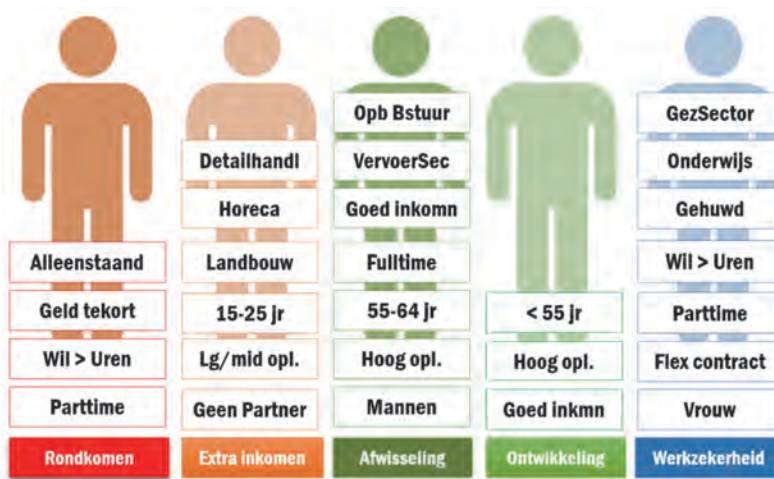 Alleenstaand
Geld tekort
Wil > Uren
Parttime
Rondkomen
Detailhandl
Horeca
Landbouw
15-25 jr
Lg/mid opl.
Geen Partner
Extra inkomen
Opb Bstuur
VervoerSec
Goed inkomn
Fulltime
55-64 jr
Hoog opl.
Mannen
Afwisseling
< 55 jr
Hoog opl.
Goed inkmn
Ontwikkeling
GezSector
Onderwijs
Gehuwd
Wil > Uren
Parttime
Flex contract
Vrouw
Werkzekerheid